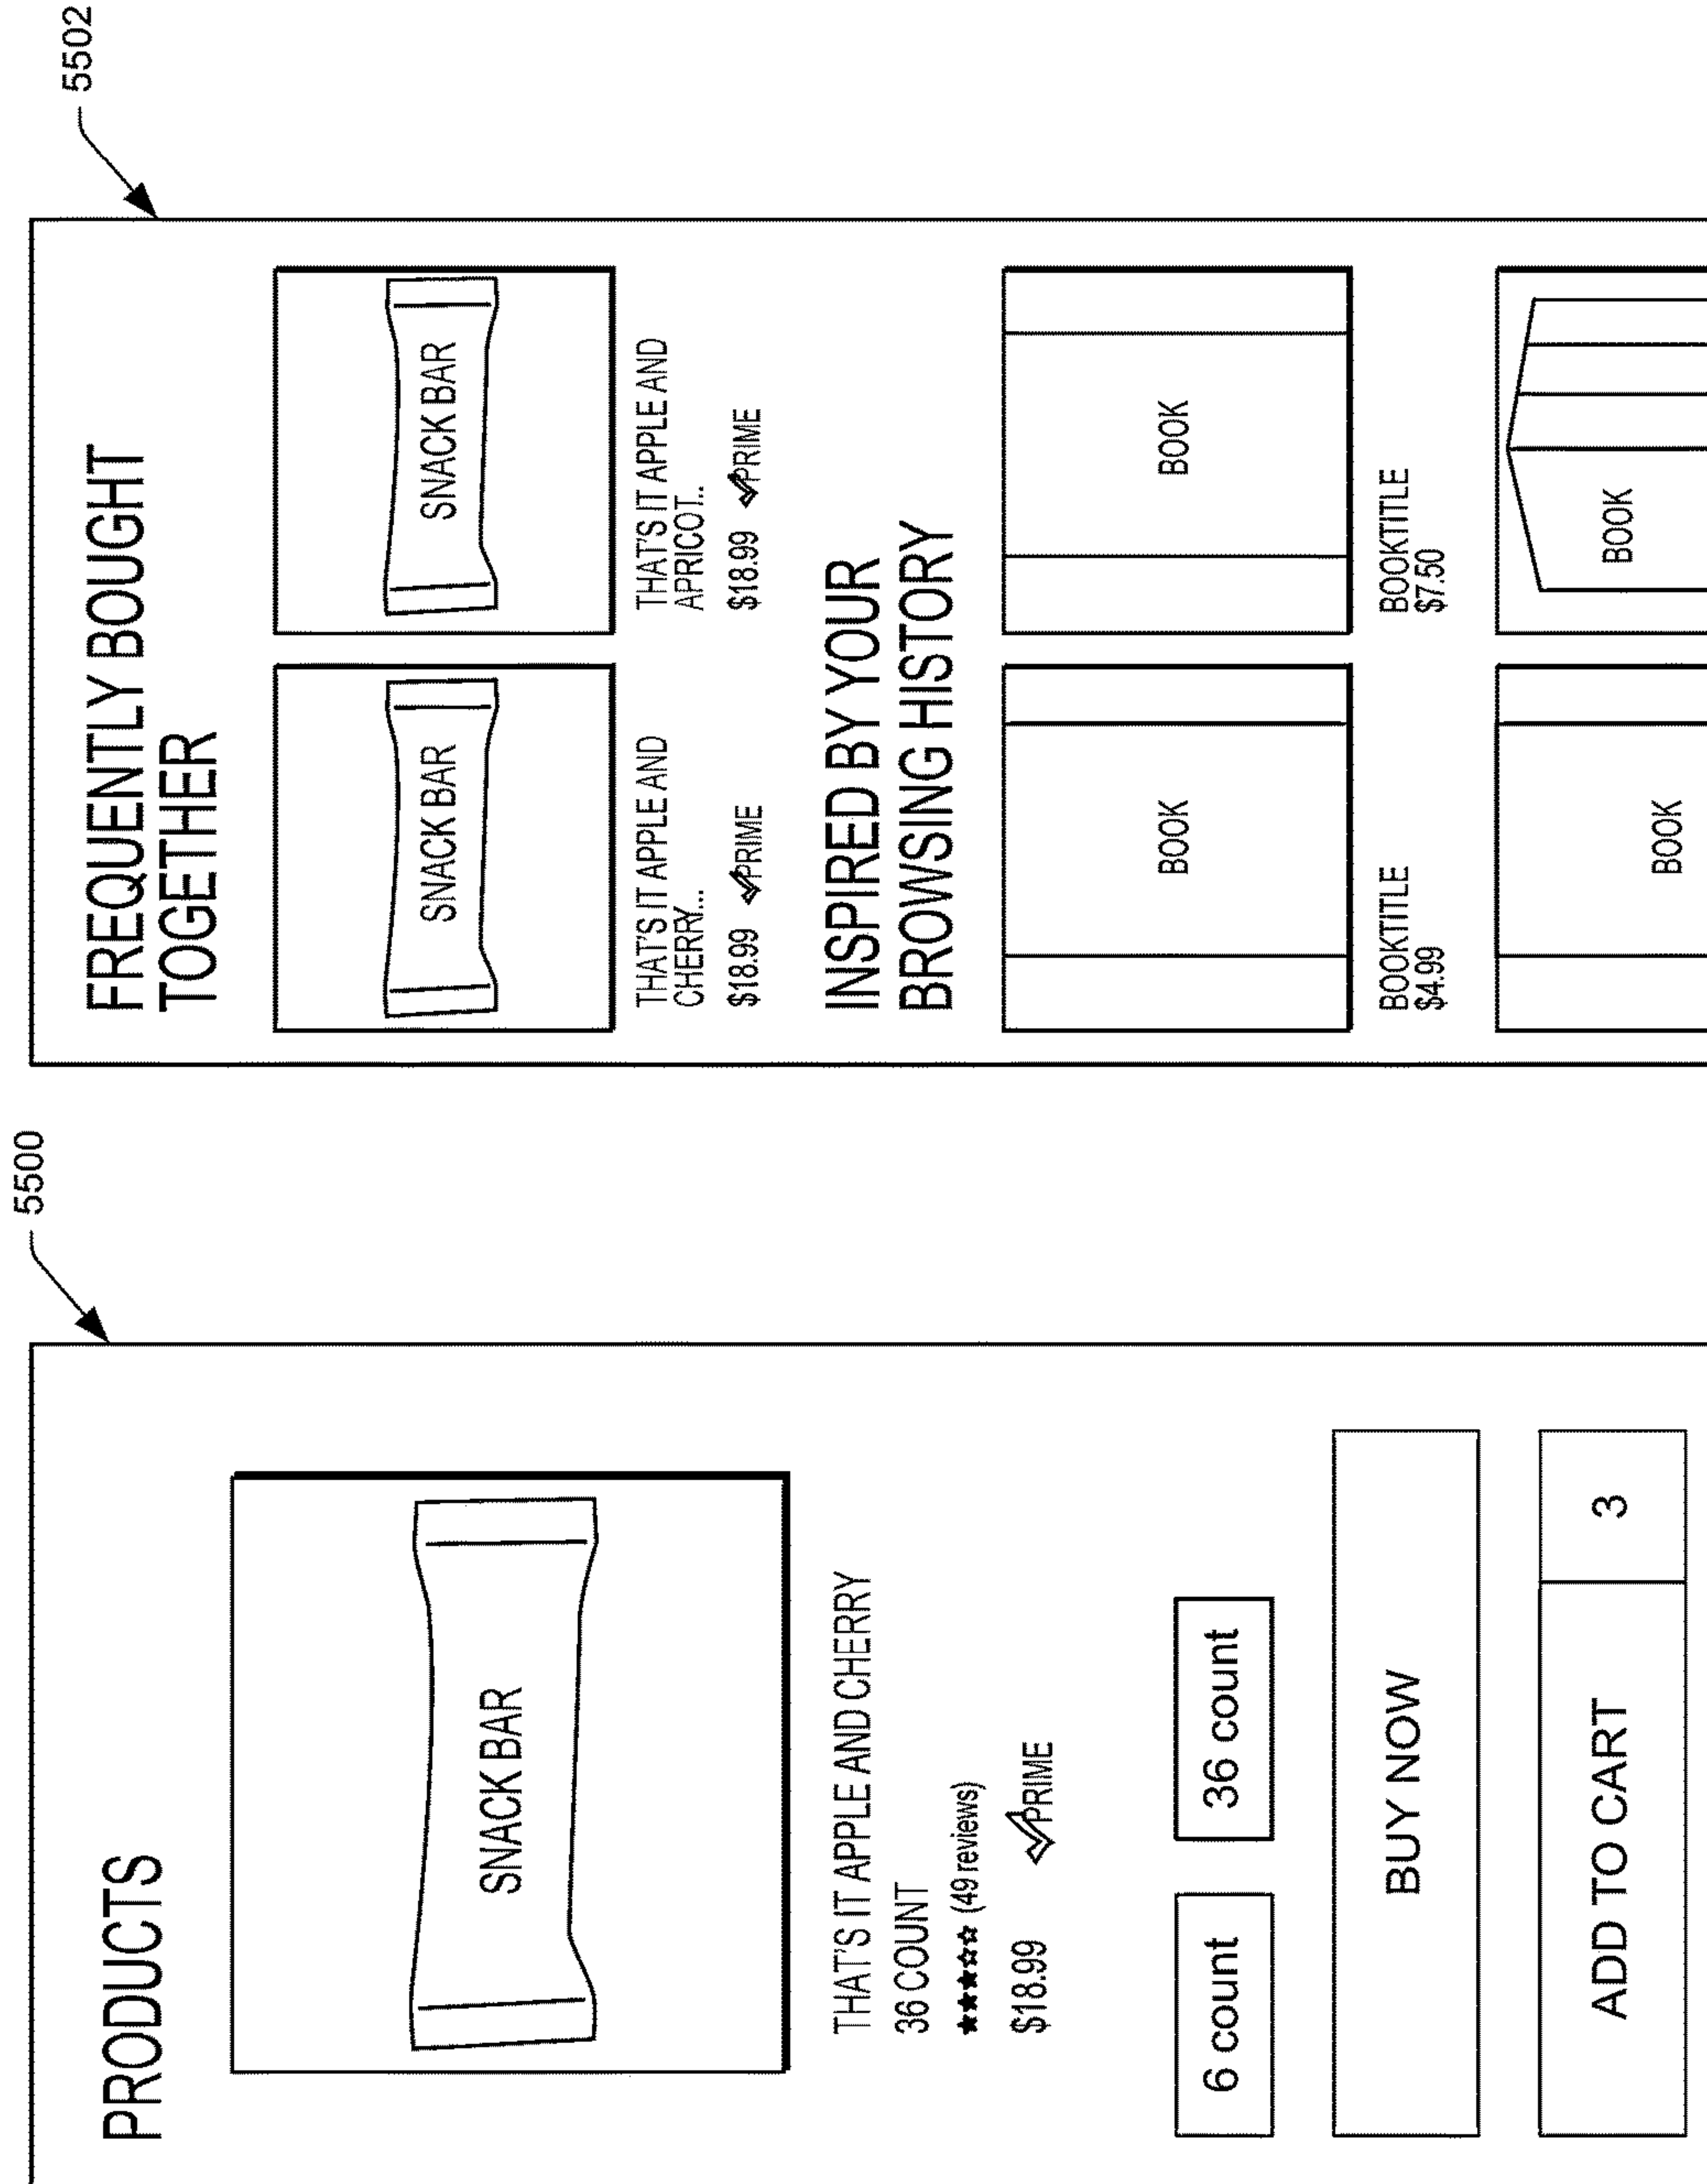 5500
PRODUCTS
SNACK BAR
THAT'S IT APPLE AND CHERRY
36 COUNT
★★★☆☆ (49 reviews)
$18.99 PRIME
6 count 36 count
BUY NOW
ADD TO CART 3
5502
FREQUENTLY BOUGHT
TOGETHER
SNACK BAR SNACK BAR
THAT'S IT APPLE AND THAT'S IT APPLE AND
CHERRY... APRICOT..
$18.99 PRIME $18.99 PRIME
INSPIRED BY YOUR
BROWSING HISTORY
BOOK BOOK
BOOKTITLE BOOKTITLE
$4.99 $7.50
BOOK BOOK